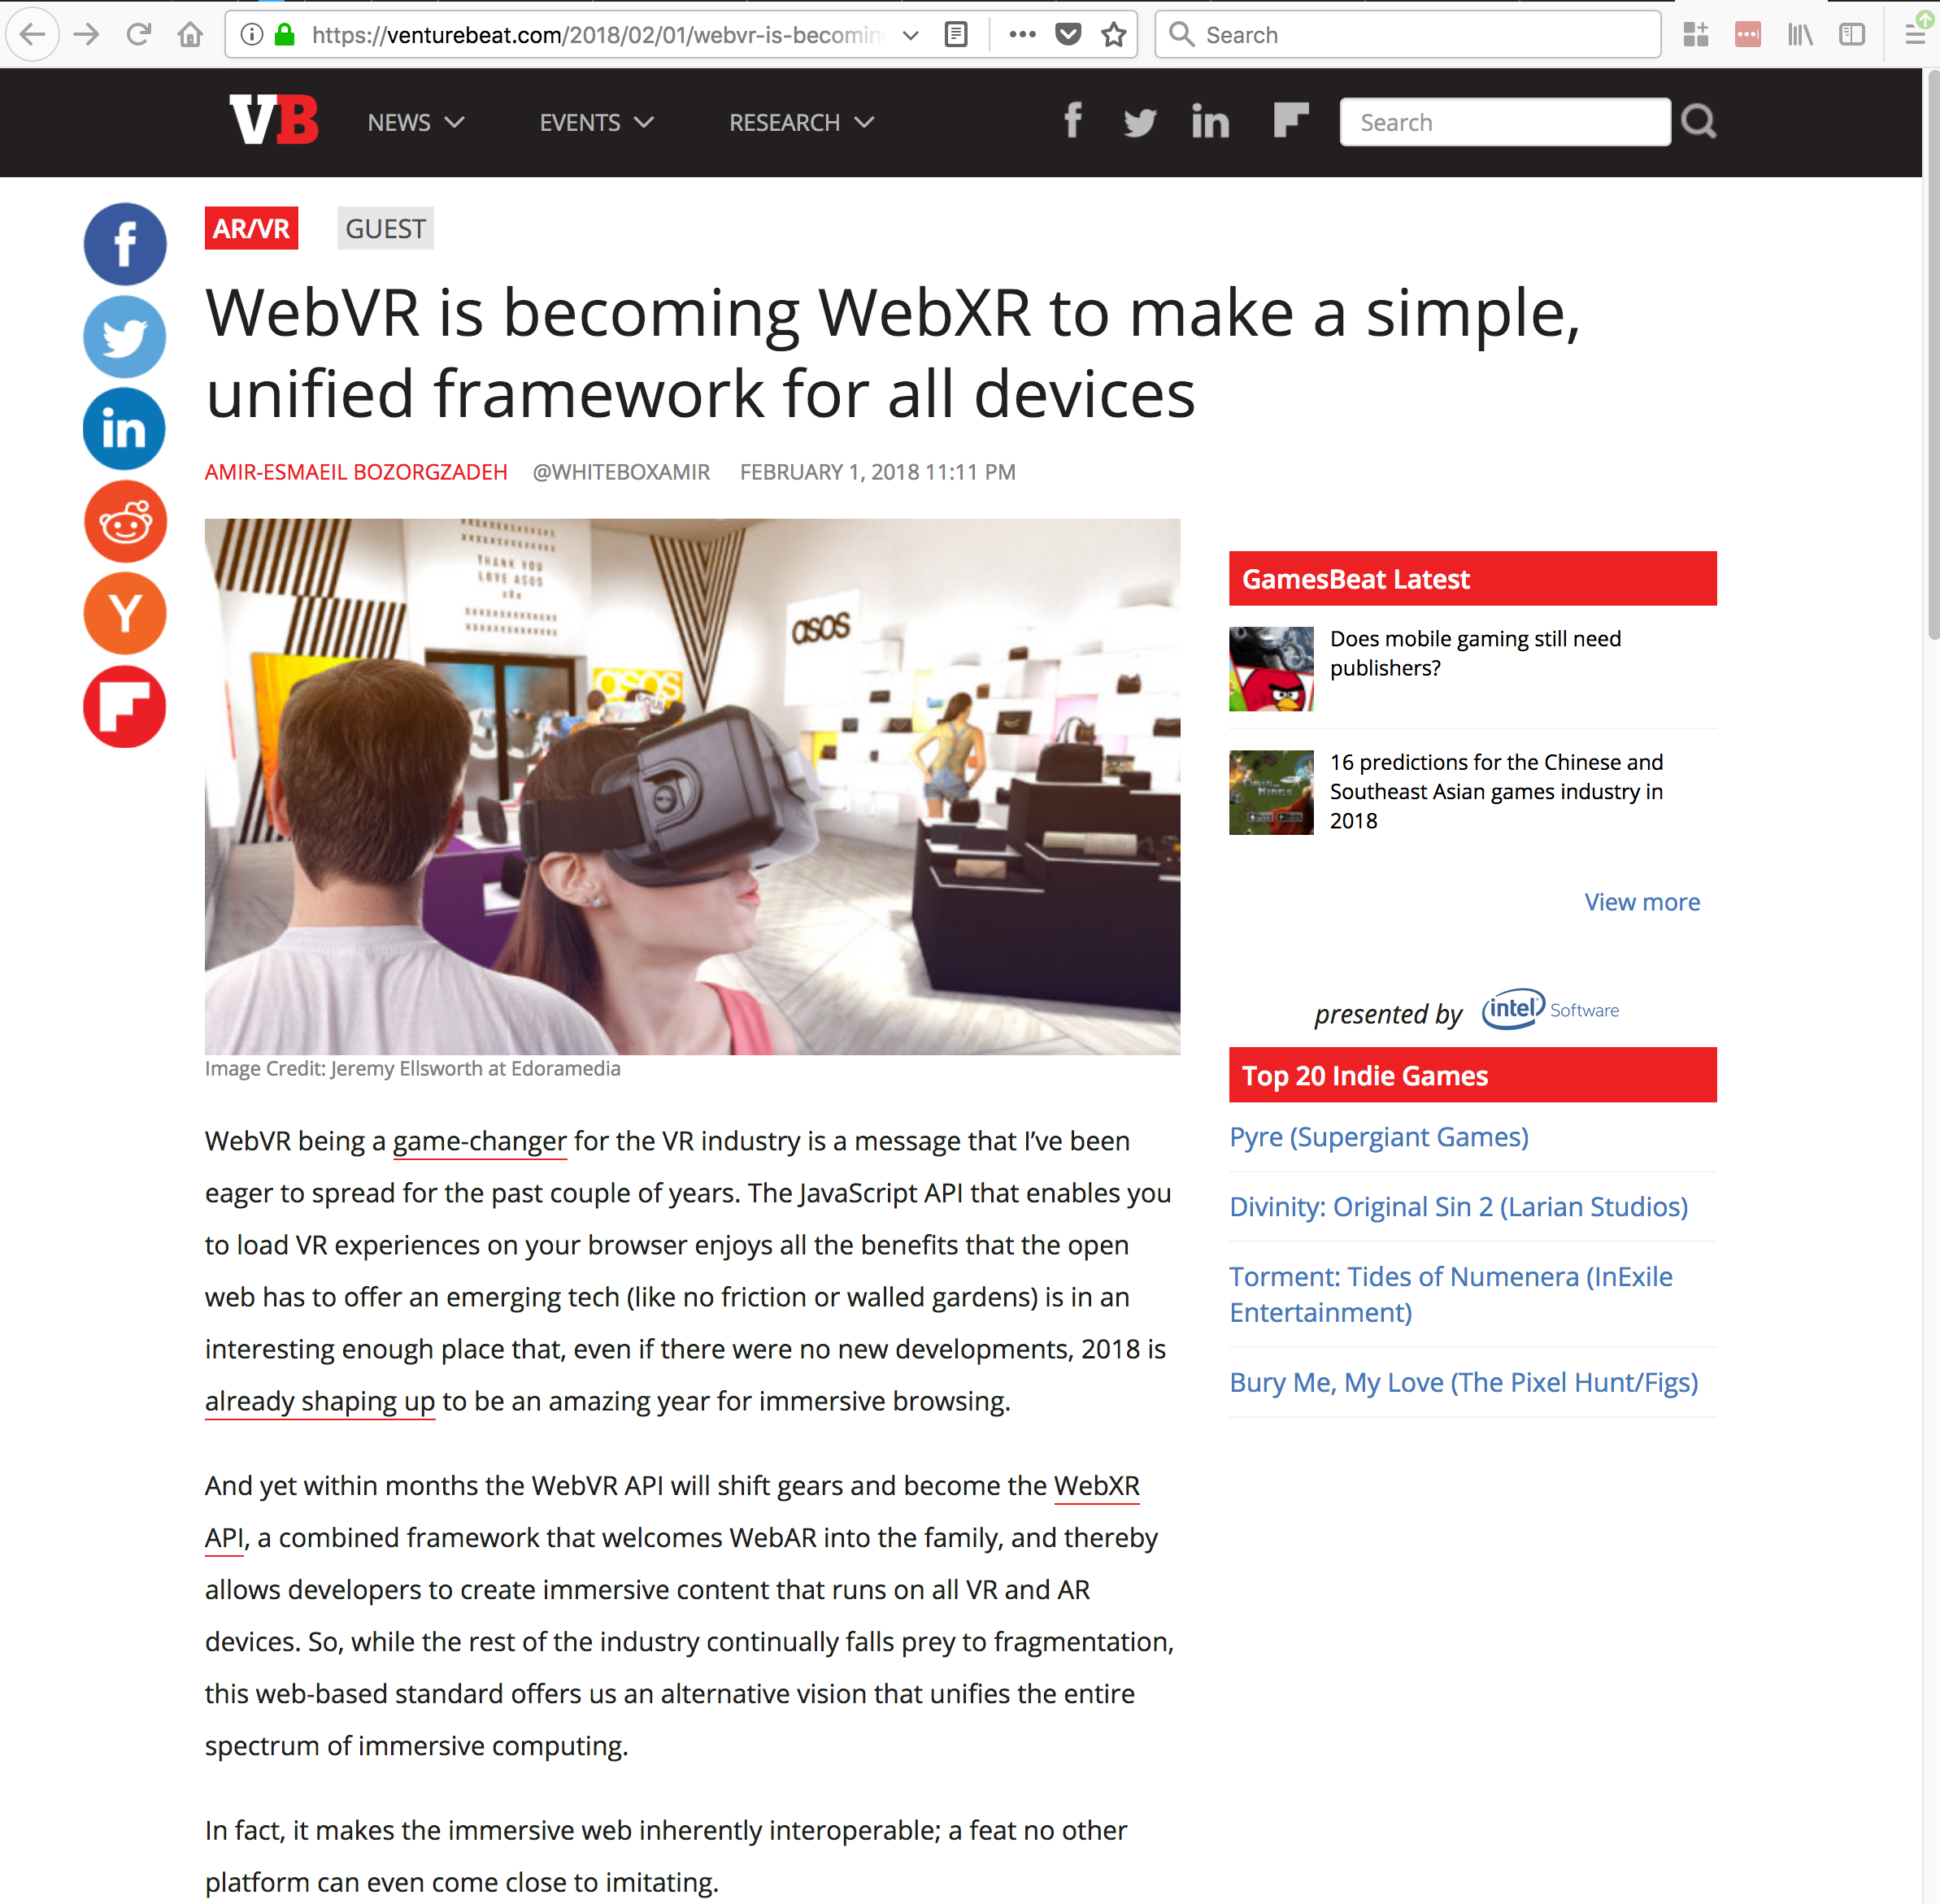 https://venturebeat.com/2018/02/01/webvr-is-becomin
Search
VB
NEWS
EVENTS
RESEARCH
Search
AR/VR
GUEST
WebVR is becoming WebXR to make a simple,
unified framework for all devices
AMIR-ESMAEIL BOZORGZADEH @WHITEBOXAMIR FEBRUARY 1, 2018 11:11 PM
THANK YOU
LOVE ASOS
asos
asos
Image Credit: Jeremy Ellsworth at Edoramedia
WebVR being a game-changer for the VR industry is a message that I’ve been
eager to spread for the past couple of years. The JavaScript API that enables you
to load VR experiences on your browser enjoys all the benefits that the open
web has to offer an emerging tech (like no friction or walled gardens) is in an
interesting enough place that, even if there were no new developments, 2018 is
already shaping up to be an amazing year for immersive browsing.
And yet within months the WebVR API will shift gears and become the WebXR
API, a combined framework that welcomes WebAR into the family, and thereby
allows developers to create immersive content that runs on all VR and AR
devices. So, while the rest of the industry continually falls prey to fragmentation,
this web-based standard offers us an alternative vision that unifies the entire
spectrum of immersive computing.
In fact, it makes the immersive web inherently interoperable; a feat no other
platform can even come close to imitating.
GamesBeat Latest
Does mobile gaming still need
publishers?
16 predictions for the Chinese and
Southeast Asian games industry in
2018
View more
presented by intel Software
Top 20 Indie Games
Pyre (Supergiant Games)
Divinity: Original Sin 2 (Larian Studios)
Torment: Tides of Numenera (InExile
Entertainment)
Bury Me, My Love (The Pixel Hunt/Figs)